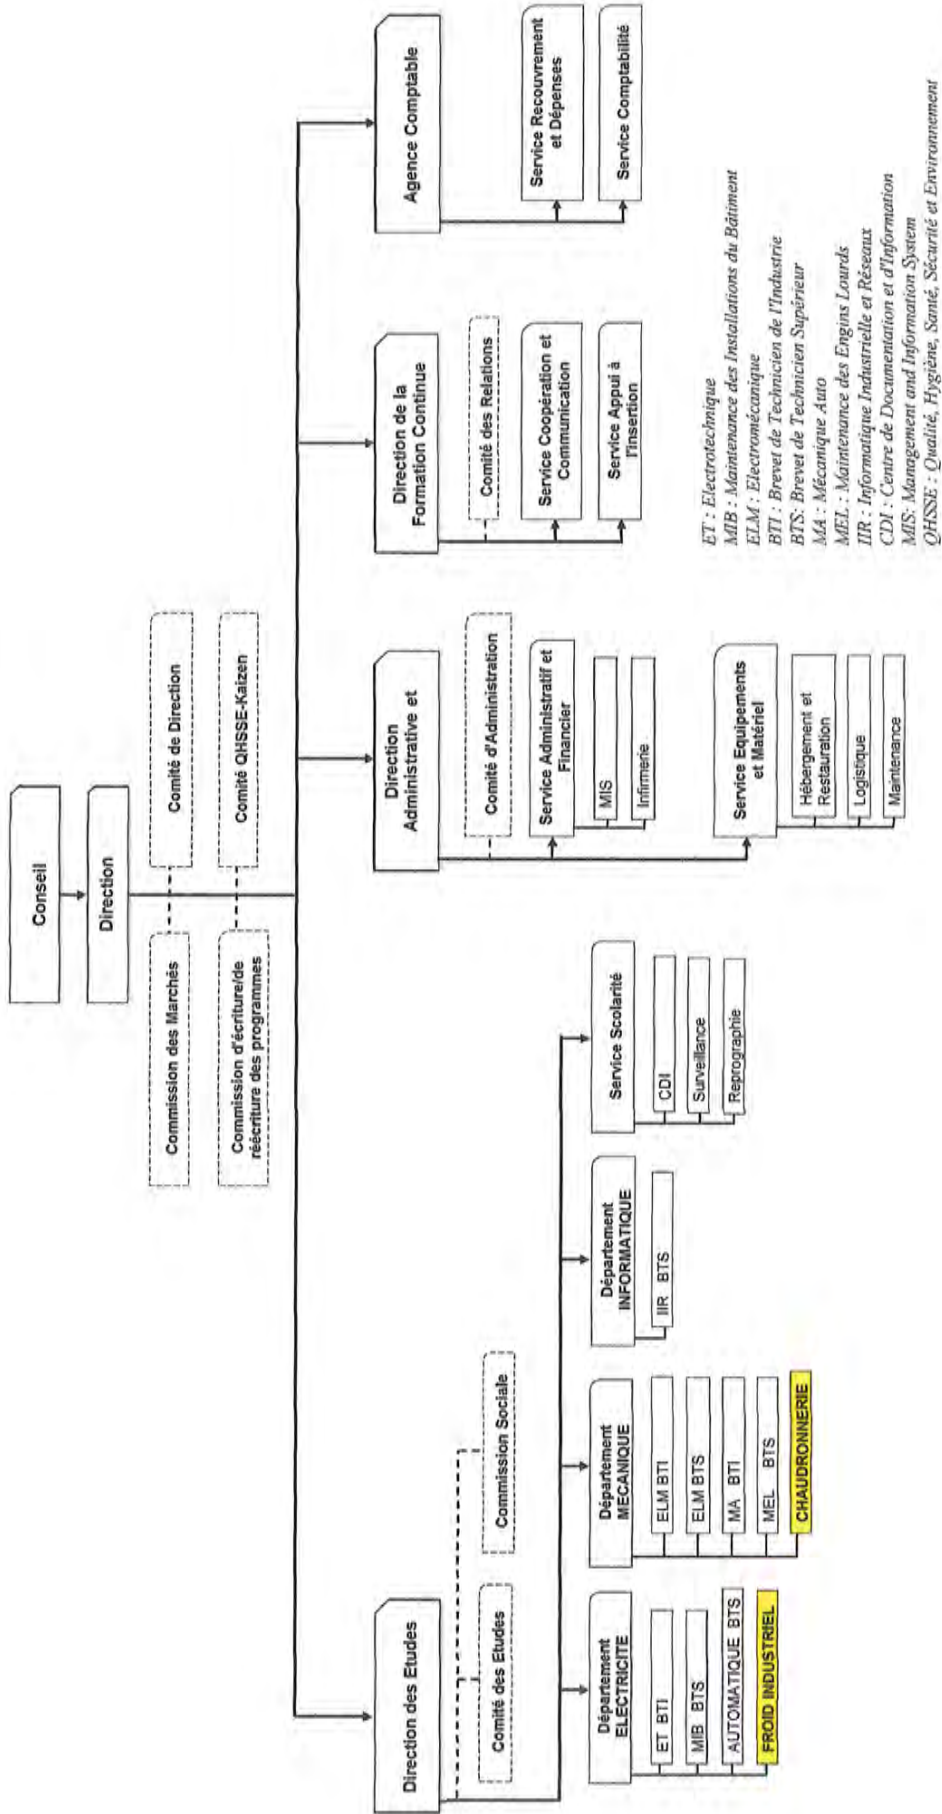 Conseil
Direction
Commission des Marchés
Comité de Direction
Commission d'écriture/de
réécriture des programmes
Comité QHSSE-Kaizen
Direction des Etudes
Comité des Etudes
Commission Sociale
Département
ELECTRICITE
ET BTI
MIB BTS
AUTOMATIQUE BTS
FROID INDUSTRIEL
Département
MECANIQUE
ELM BTI
ELM BTS
MA BTI
MEL BTS
CHAUDRONNERIE
Département
INFORMATIQUE
IIR BTS
Service Scolarité
CDI
Surveillance
Reprographie
Direction
Administrative et
Comité d'Administration
Service Administratif et
Financier
MIS
Infirmerie
Service Equipements
et Matériel
Hébergement et
Restauration
Logistique
Maintenance
Direction de la
Formation Continue
Comité des Relations
Service Coopération et
Communication
Service Appui à
l'Insertion
Agence Comptable
Service Recouvrement
et Dépenses
Service Comptabilité
ET : Electrotechnique
MIB : Maintenance des Installations du Bâtiment
ELM : Electromécanique
BTI : Brevet de Technicien de l'Industrie
BTS: Brevet de Technicien Supérieur
MA : Mécanique Auto
MEL : Maintenance des Engins Lourds
IIR : Informatique Industrielle et Réseaux
CDI : Centre de Documentation et d'Information
MIS: Management and Information System
QHSSE : Qualité, Hygiène, Santé, Sécurité et Environnement